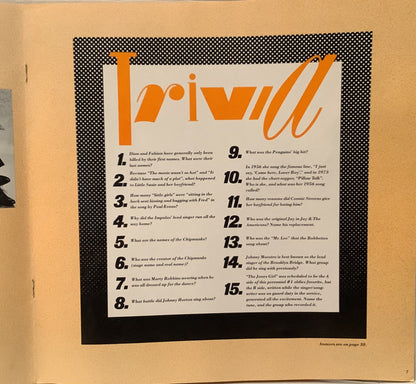 Trivia
1. Dion and Fabian have generally only been
billed by their first names. What were their
last names?
2. Because "The movie wasn't so hot" and "It
didn't have much of a plot", what happened
to Little Susie and her boyfriend?
3. How many "little girls" were "sitting in the
back seat kissing and hugging with Fred" in
the song by Paul Evans?
4. Why did the Impalas' lead singer run all the
way home?
5. What are the names of the Chipmunks?
6. Who was the creator of the Chipmunks
(stage name and real name)?
7. What was Marty Robbins wearing when he
was all dressed up for the dance?
8. What battle did Johnny Horton sing about?
9. What was the Penguins' big hit?
10. In 1956 she sang the famous line, "I just
say, 'Come here, Lover Boy'," and in 1973
she had the chart-topper, "Pillow Talk".
Who is she, and what was her 1956 song
called?
11. How many reasons did Connie Stevens give
her boyfriend for loving him?
12. Who was the original Jay in Jay & The
Americans? Name his replacement.
13. Who was the "Mr. Lee" that the Bobbettes
sang about?
14. Johnny Maestro is best known as the lead
singer of the Brooklyn Bridge. What group
did he sing with previously?
15. "The Joker Girl" was scheduled to be the A
side of this perennial #1 oldies favorite, but
the B side, written while the singer/song-
writer was on guard duty in the service,
generated all the excitement. Name the
tune, and the group who recorded it.
Answers are on page 20.
7